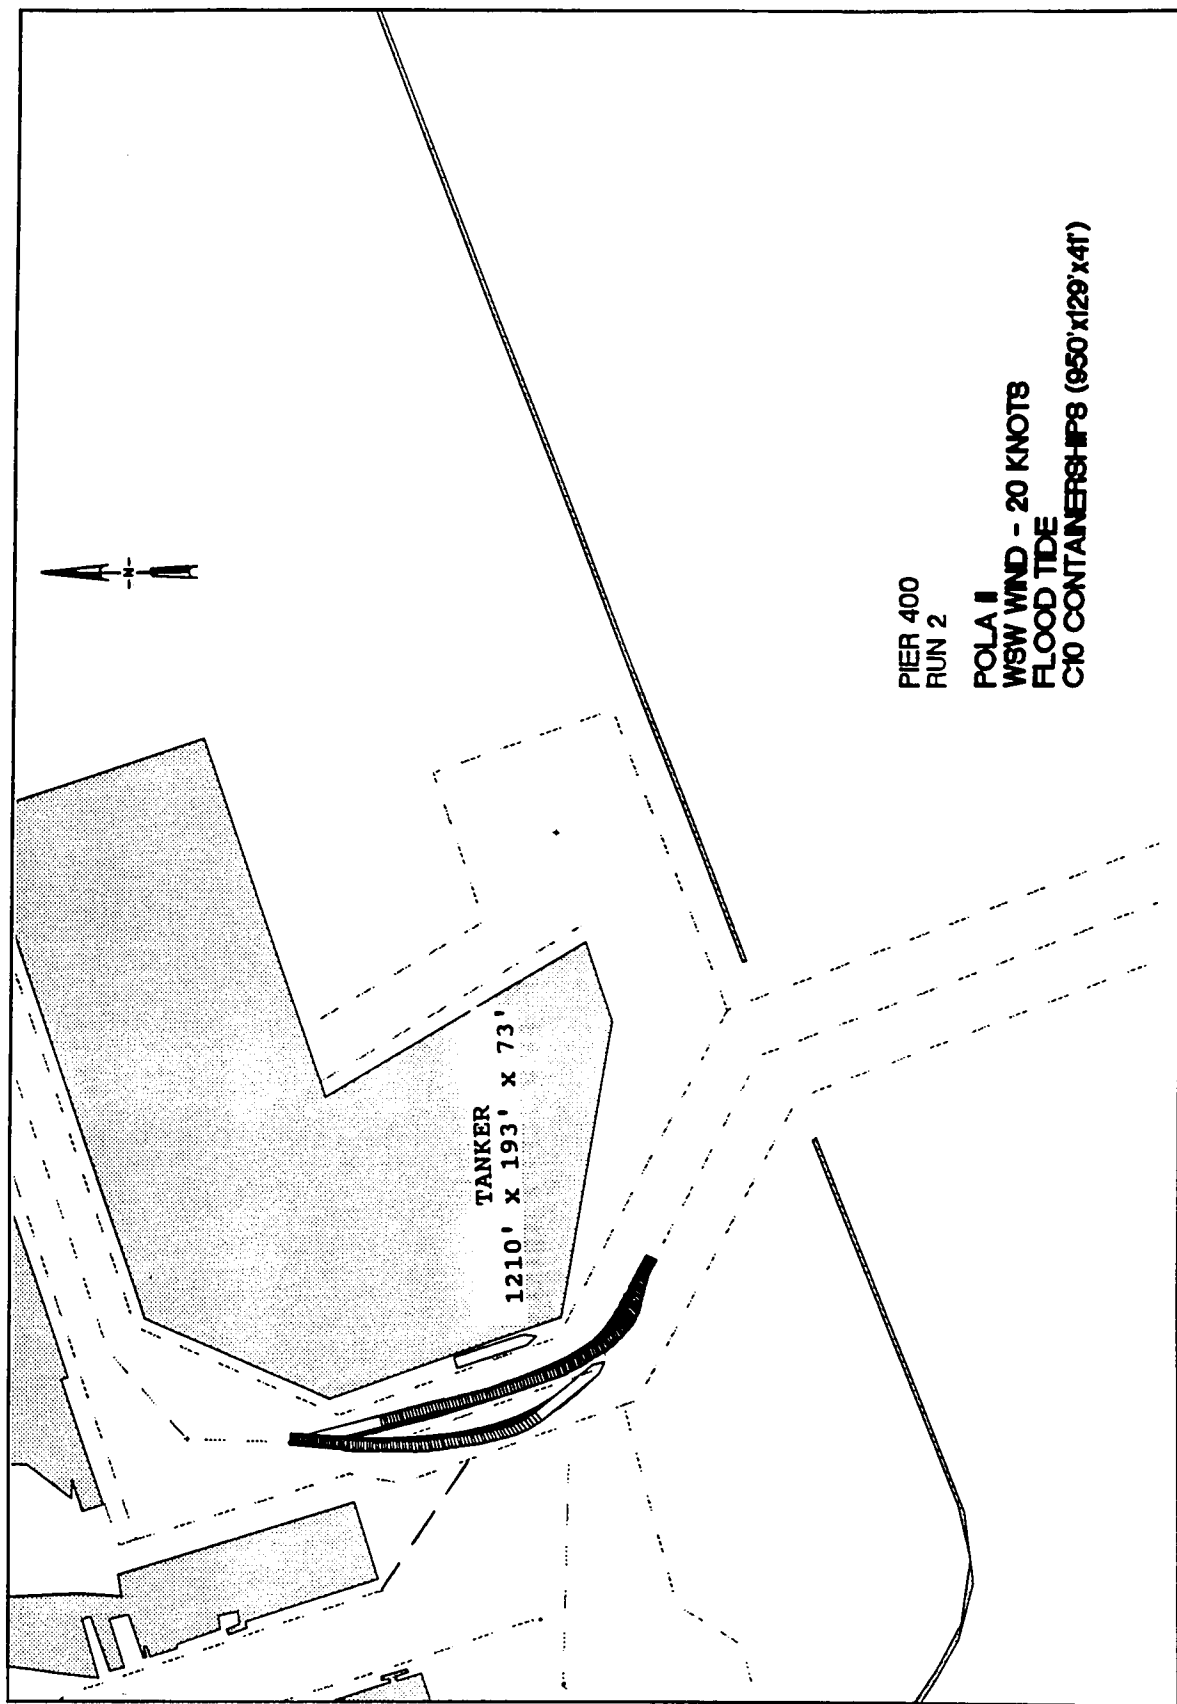 N
TANKER
1210' x 193' x 73'
PIER 400
RUN 2
POLA II
WSW WIND - 20 KNOTS
FLOOD TIDE
C10 CONTAINERSHIPS (950'x129'x41')